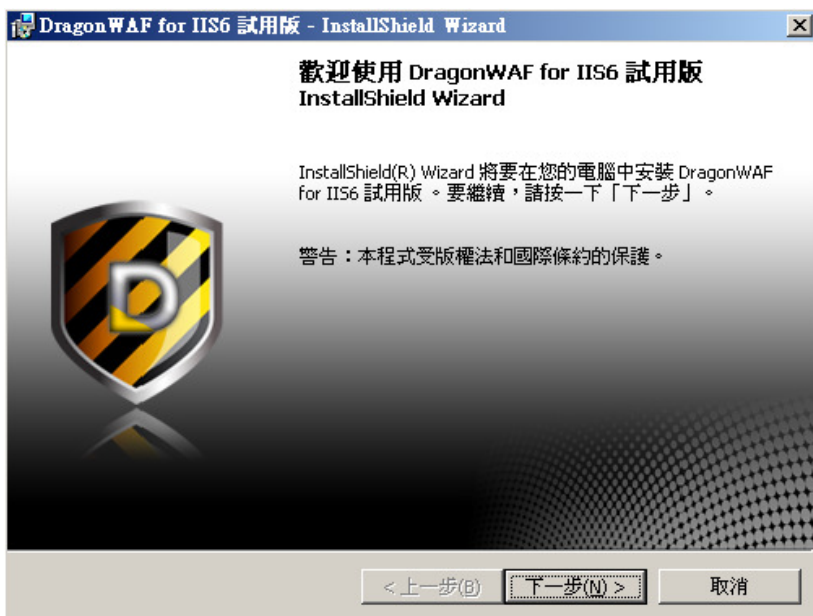 DragonWAF for IIS6 試用版 - InstallShield Wizard
歡迎使用 DragonWAF for IIS6 試用版
InstallShield Wizard
InstallShield(R) Wizard 將要在您的電腦中安裝 DragonWAF
for IIS6 試用版 。要繼續，請按一下「下一步」。
警告：本程式受版權法和國際條約的保護。
D
< 上一步(B) 下一步(N) > 取消